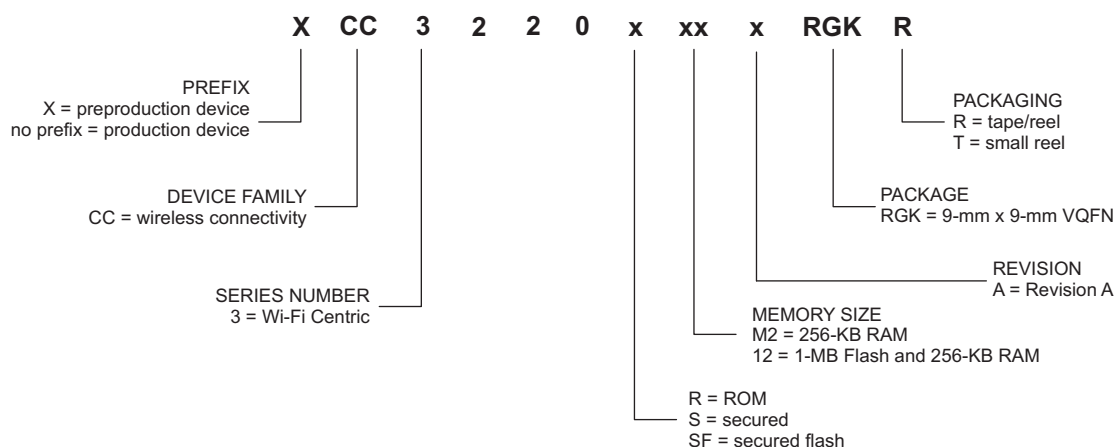 X CC 3 2 2 0 x xx x RGK R
PREFIX
X = preproduction device
no prefix = production device
DEVICE FAMILY
CC = wireless connectivity
SERIES NUMBER
3 = Wi-Fi Centric
PACKAGING
R = tape/reel
T = small reel
PACKAGE
RGK = 9-mm x 9-mm VQFN
REVISION
A = Revision A
MEMORY SIZE
M2 = 256-KB RAM
12 = 1-MB Flash and 256-KB RAM
R = ROM
S = secured
SF = secured flash